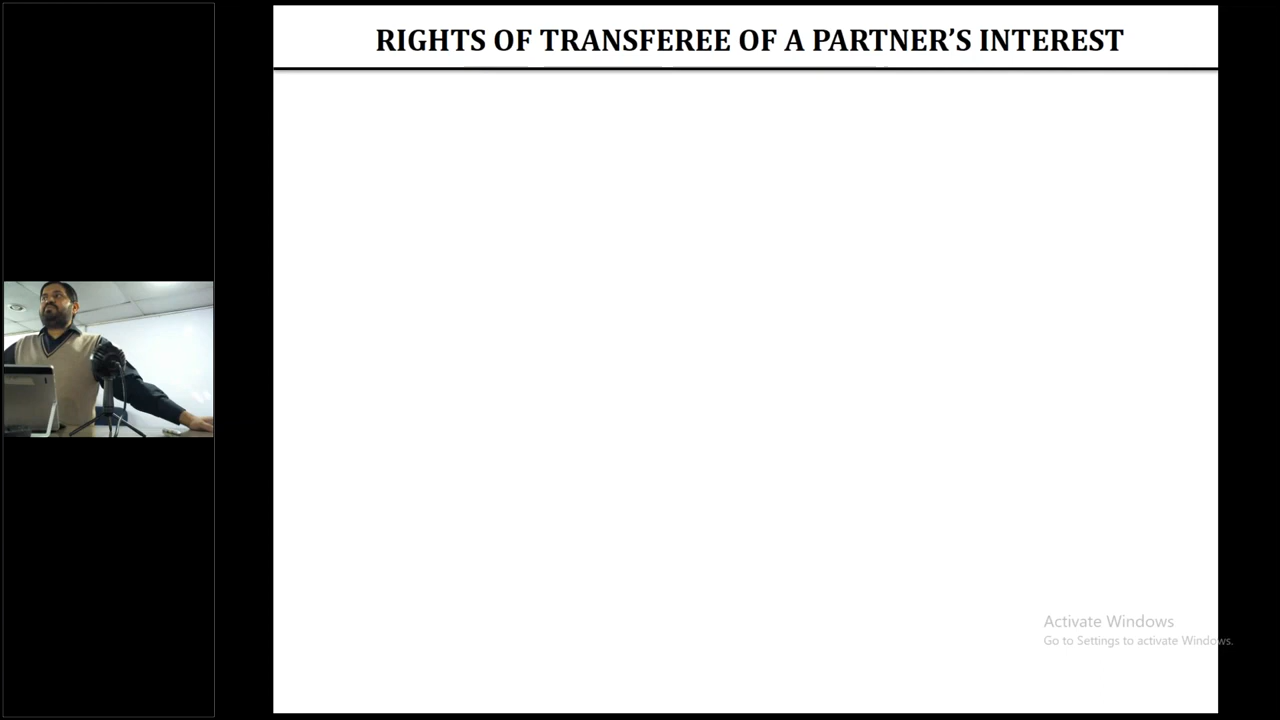 RIGHTS OF TRANSFEREE OF A PARTNER’S INTEREST
Activate Windows
Go to Settings to activate Windows.